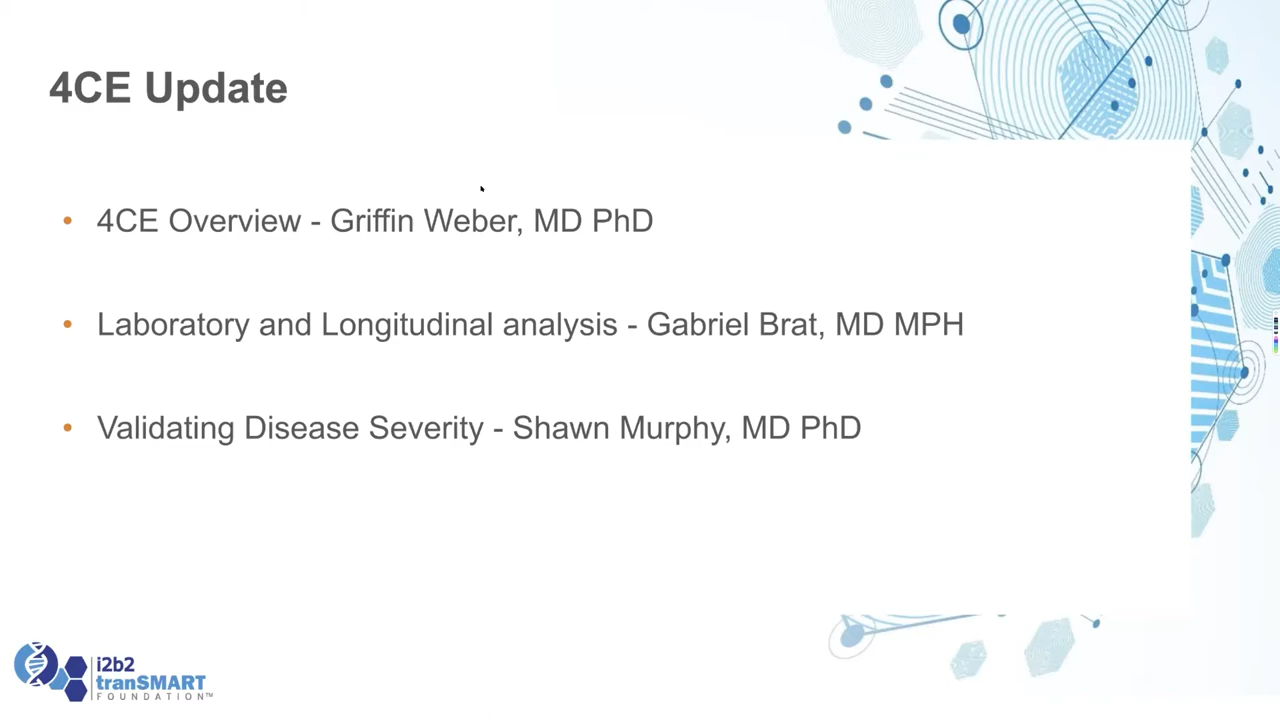 4CE Update
• 4CE Overview - Griffin Weber, MD PhD
• Laboratory and Longitudinal analysis - Gabriel Brat, MD MPH
• Validating Disease Severity - Shawn Murphy, MD PhD
i2b2
tranSMART
FOUNDATION™